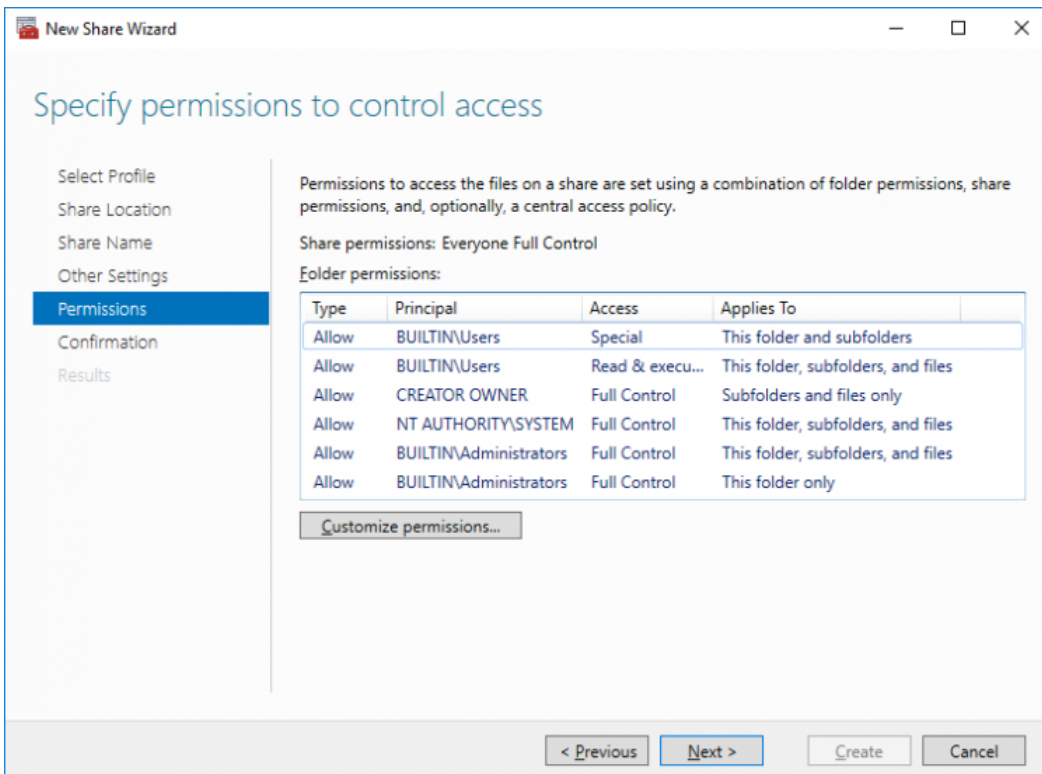 New Share Wizard
Specify permissions to control access
Select Profile
Share Location
Share Name
Other Settings
Permissions
Confirmation
Results
Permissions to access the files on a share are set using a combination of folder permissions, share
permissions, and, optionally, a central access policy.
Share permissions: Everyone Full Control
Folder permissions:
Type Principal Access Applies To
Allow BUILTIN\Users Special This folder and subfolders
Allow BUILTIN\Users Read & execu... This folder, subfolders, and files
Allow CREATOR OWNER Full Control Subfolders and files only
Allow NT AUTHORITY\SYSTEM Full Control This folder, subfolders, and files
Allow BUILTIN\Administrators Full Control This folder, subfolders, and files
Allow BUILTIN\Administrators Full Control This folder only
Customize permissions...
< Previous Next > Create Cancel